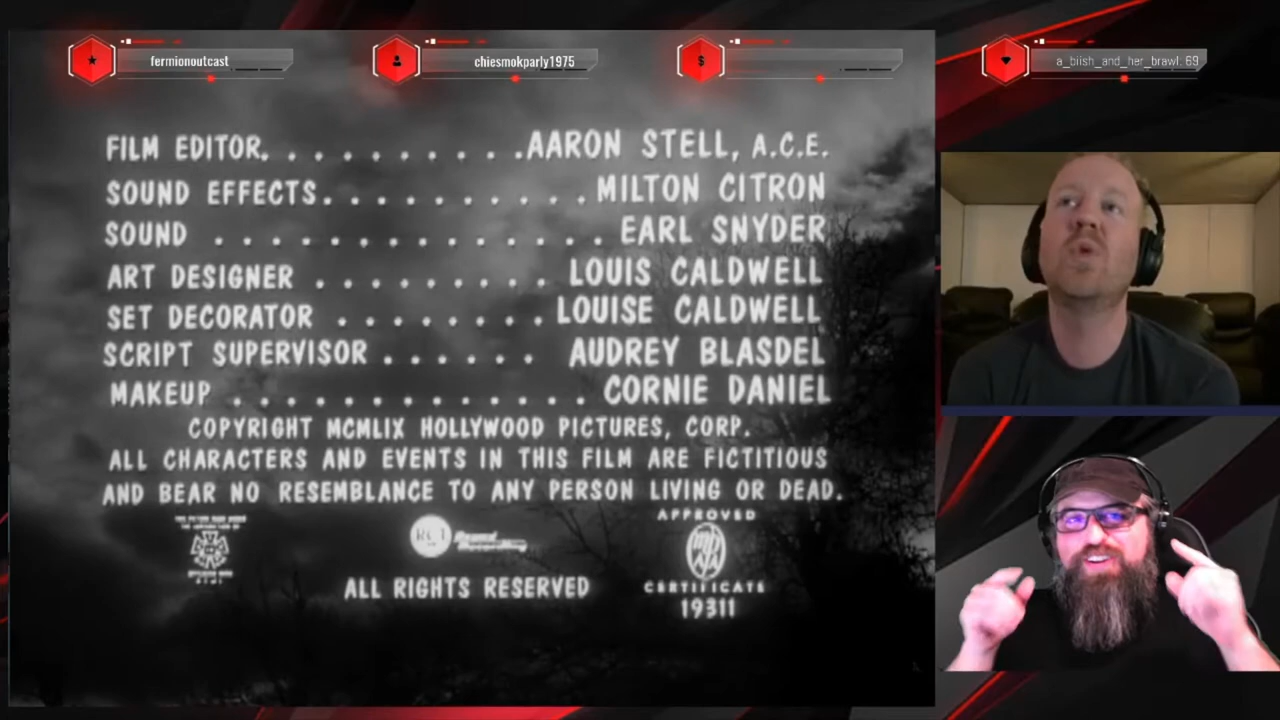 fermionoutcast
chiesmokparly1975
$
a_biish_and_her_brawl: 69
FILM EDITOR. . . . . . . . . . .AARON STELL, A.C.E.
SOUND EFFECTS. . . . . . . . . . MILTON CITRON
SOUND . . . . . . . . . . . . . . . EARL SNYDER
ART DESIGNER . . . . . . . . . LOUIS CALDWELL
SET DECORATOR . . . . . . . . LOUISE CALDWELL
SCRIPT SUPERVISOR . . . . . . AUDREY BLASDEL
MAKEUP . . . . . . . . . . . . . CORNIE DANIEL
COPYRIGHT MCMLIX HOLLYWOOD PICTURES, CORP.
ALL CHARACTERS AND EVENTS IN THIS FILM ARE FICTITIOUS
AND BEAR NO RESEMBLANCE TO ANY PERSON LIVING OR DEAD.
APPROVED
ALL RIGHTS RESERVED
CERTIFICATE
19311